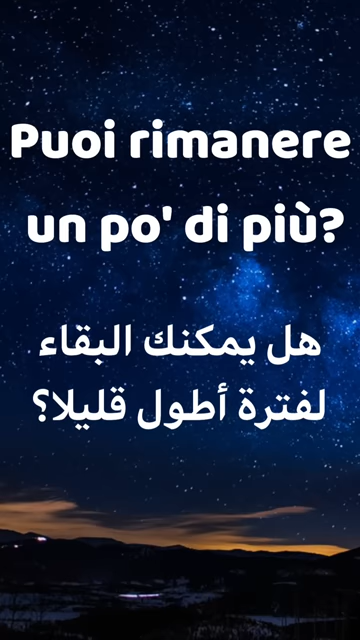 Puoi rimanere
un po' di più?
هل يمكنك البقاء
لفترة أطول قليلا؟